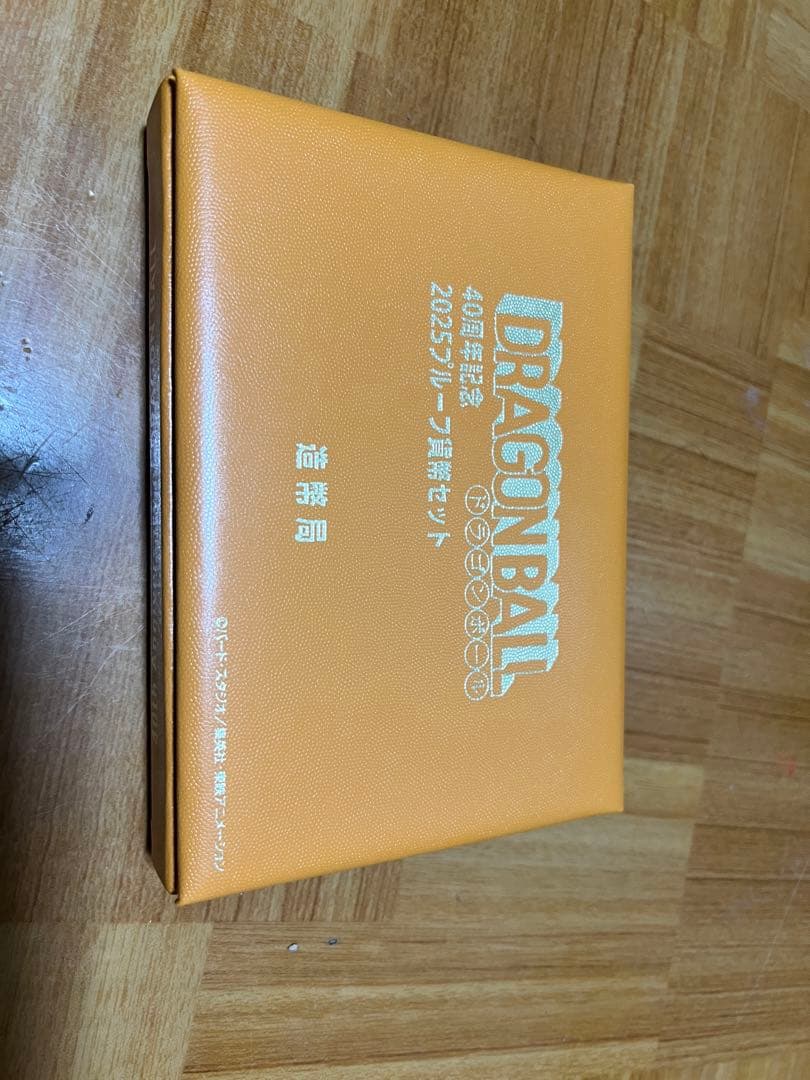 DRAGON BALL
ドラゴンボール
40周年記念
2025プルーフ貨幣セット
造幣局
©バード・スタジオ/集英社・東映アニメーション